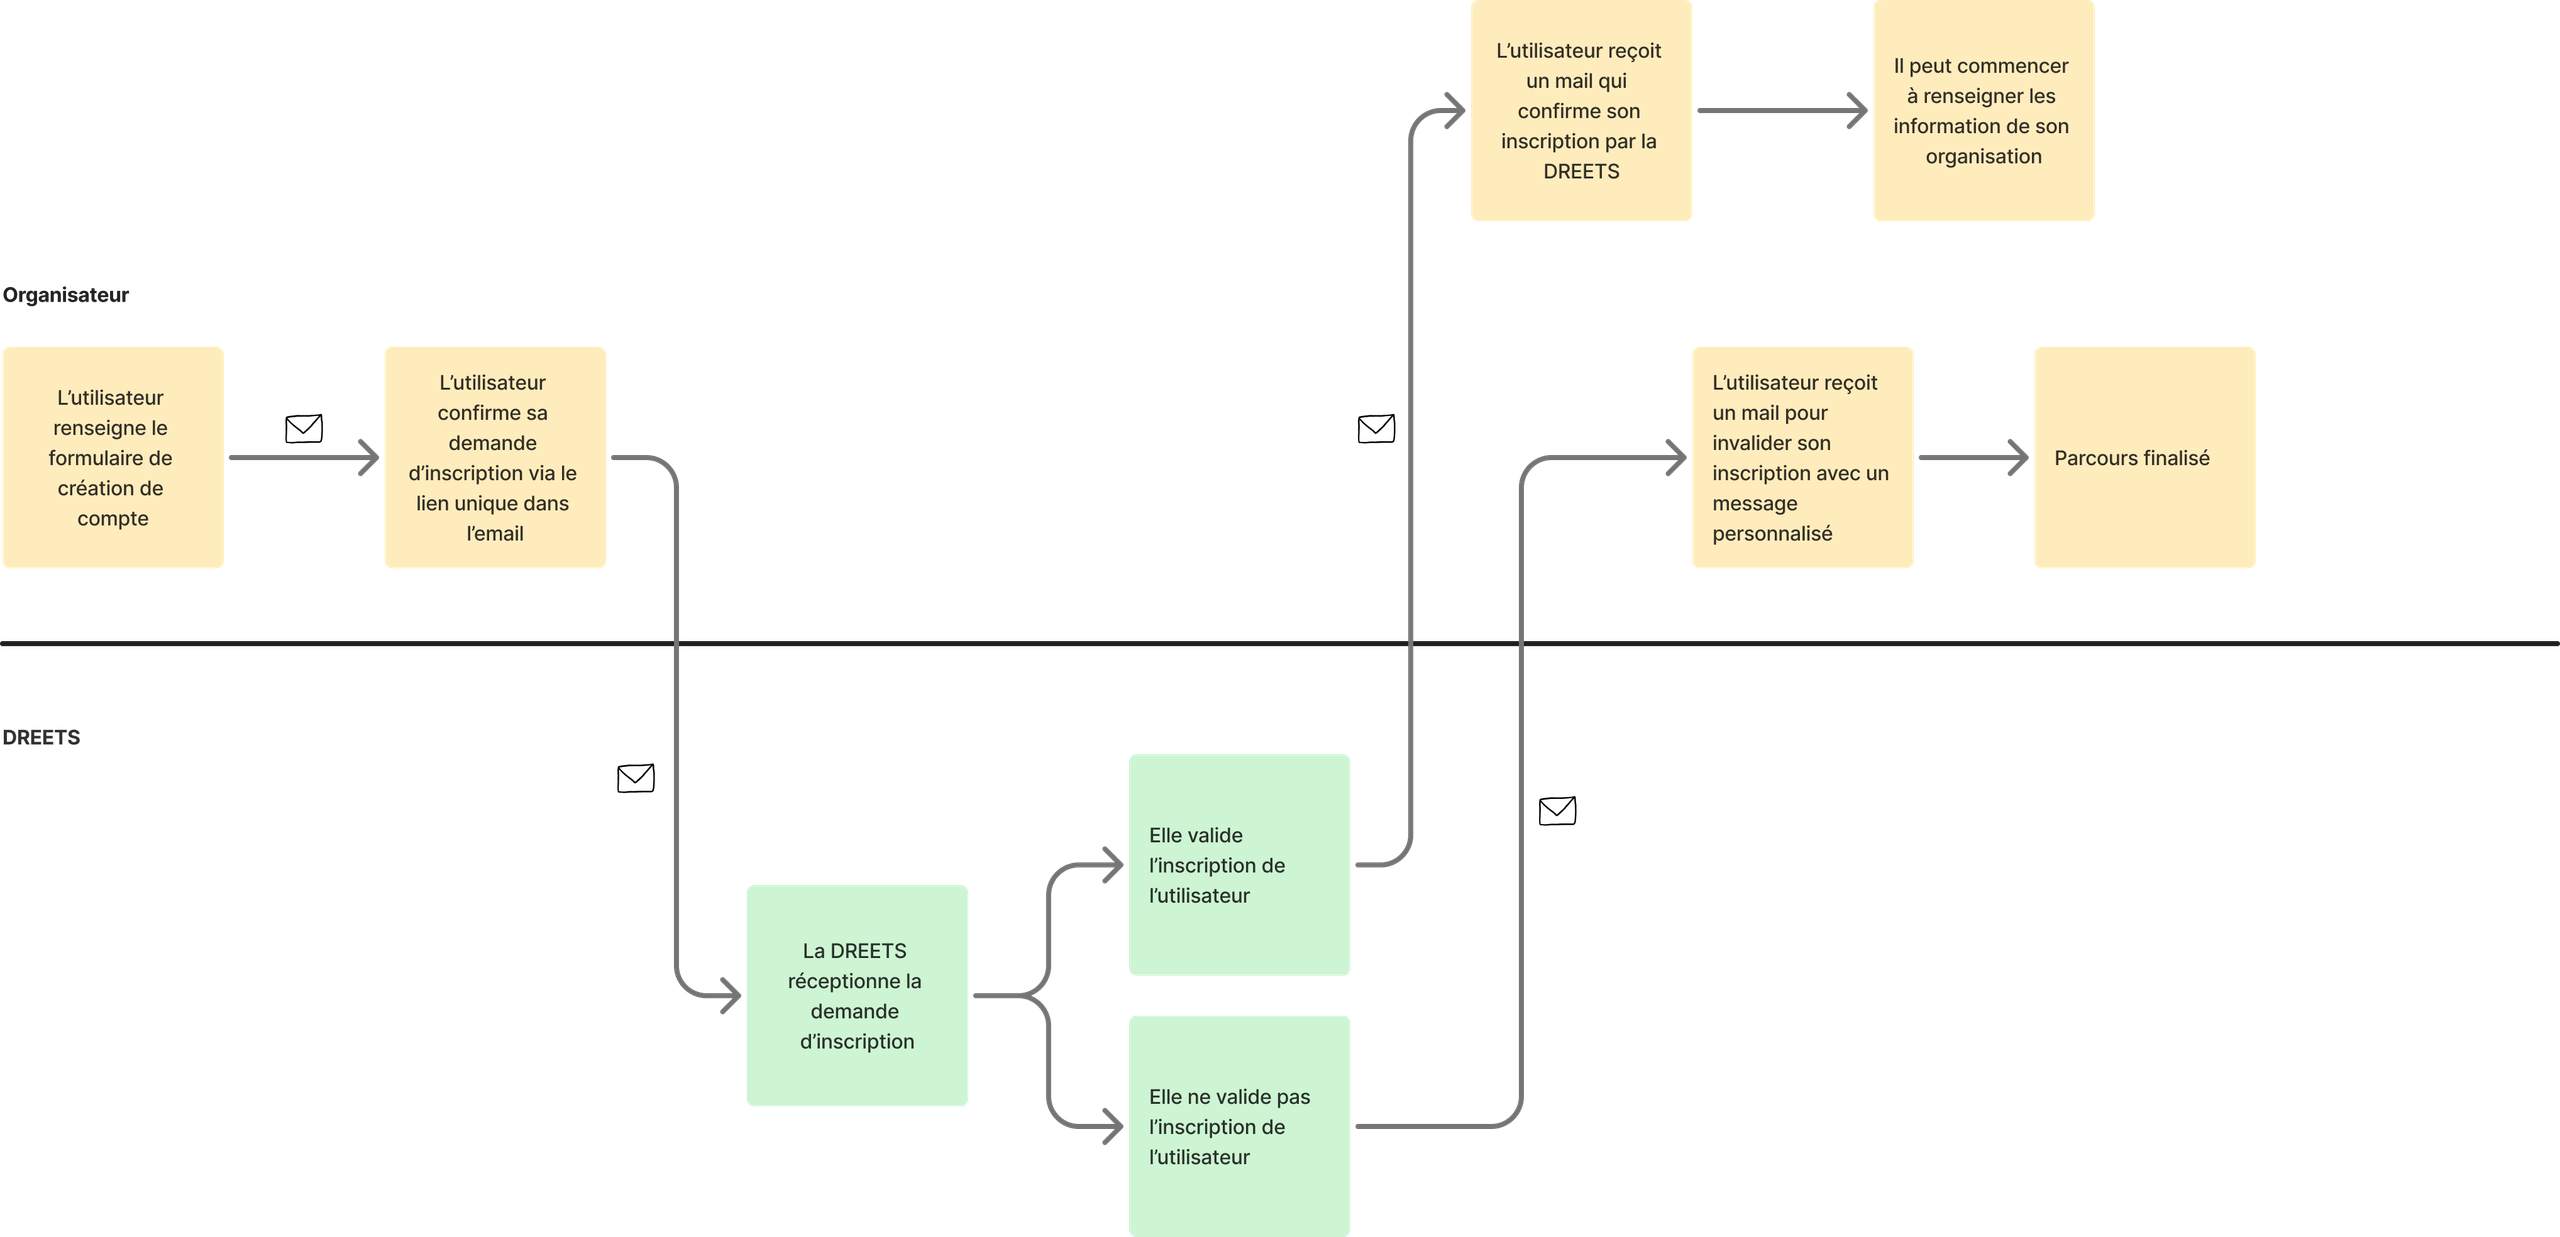 L’utilisateur reçoit
un mail qui
confirme son
inscription par la
DREETS
Il peut commencer
à renseigner les
information de son
organisation
Organisateur
L’utilisateur
renseigne le
formulaire de
création de
compte
L’utilisateur
confirme sa
demande
d’inscription via le
lien unique dans
l’email
L’utilisateur reçoit
un mail pour
invalider son
inscription avec un
message
personnalisé
Parcours finalisé
DREETS
La DREETS
réceptionne la
demande
d’inscription
Elle valide
l’inscription de
l’utilisateur
Elle ne valide pas
l’inscription de
l’utilisateur